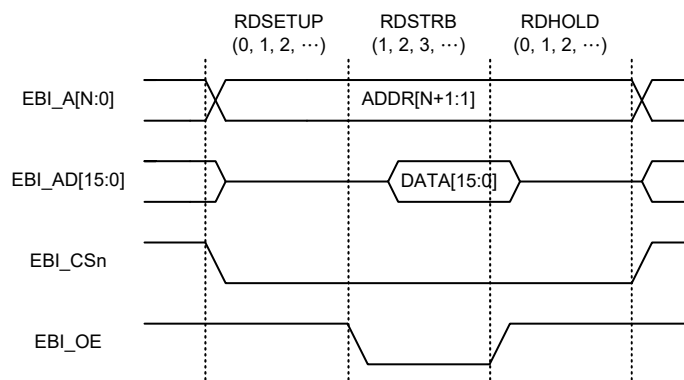 RDSETUP RDSTRB RDHOLD
(0, 1, 2, ⋯) (1, 2, 3, ⋯) (0, 1, 2, ⋯)
EBI_A[N:0] ADDR[N+1:1]
EBI_AD[15:0] DATA[15:0]
EBI_CSn
EBI_OE